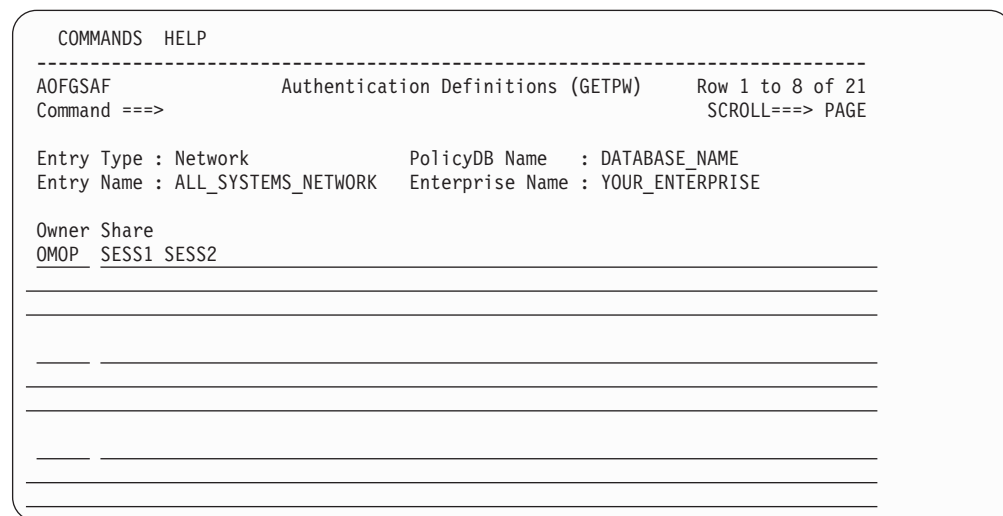 COMMANDS HELP
------------------------------------------------------------------------------
AOFGSAF Authentication Definitions (GETPW) Row 1 to 8 of 21
Command ===> SCROLL===> PAGE
Entry Type : Network PolicyDB Name : DATABASE_NAME
Entry Name : ALL_SYSTEMS_NETWORK Enterprise Name : YOUR_ENTERPRISE
Owner Share
OMOP SESS1 SESS2